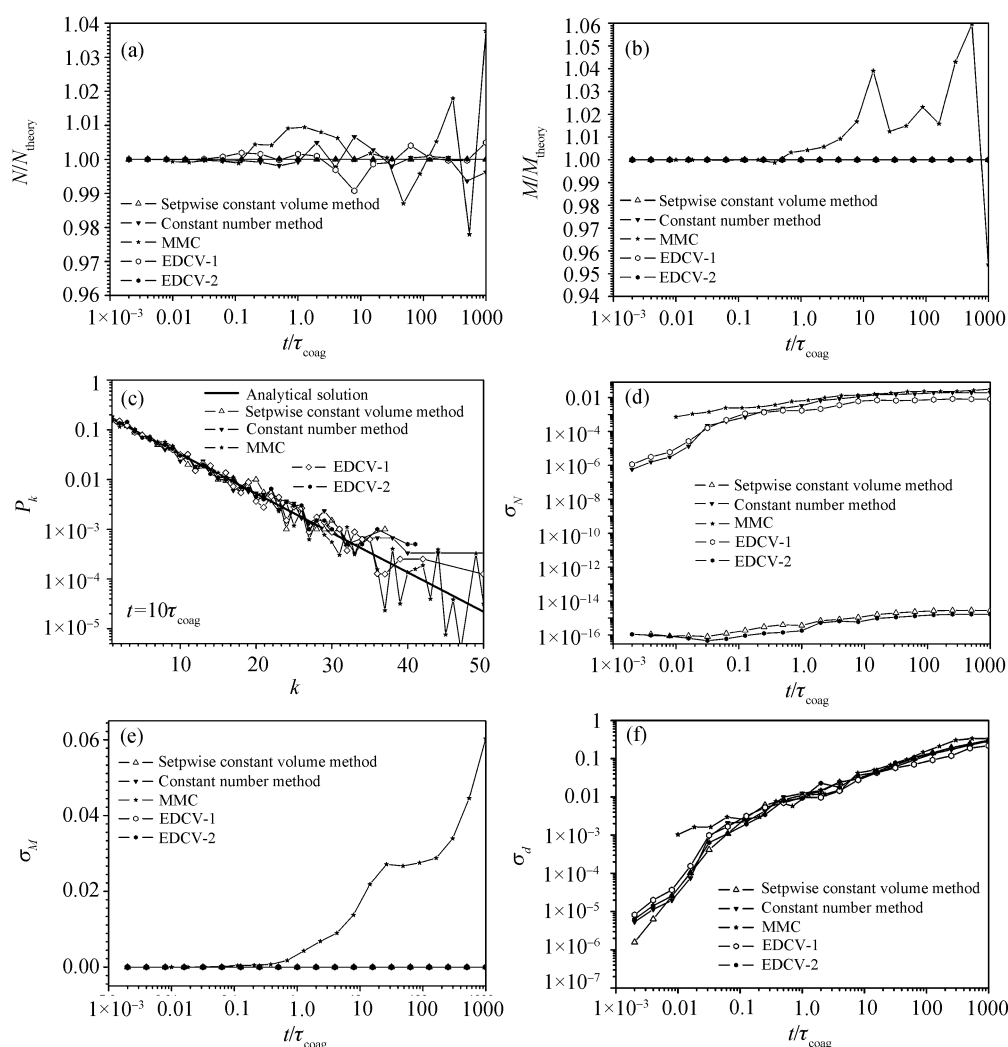 (a)
1.04
1.03
1.02
1.01
1.00
0.99
0.98
0.97
0.96
N/N_theory
Setpwise constant volume method
Constant number method
MMC
EDCV-1
EDCV-2
1×10⁻³ 0.01 0.1 1.0 10 100 1000
t/τ_coag
(b)
1.06
1.05
1.04
1.03
1.02
1.01
1.00
0.99
0.98
0.97
0.96
0.95
0.94
M/M_theory
Setpwise constant volume method
Constant number method
MMC
EDCV-1
EDCV-2
1×10⁻³ 0.01 0.1 1.0 10 100 1000
t/τ_coag
(c)
1
0.1
0.01
1×10⁻³
1×10⁻⁴
1×10⁻⁵
P_k
Analytical solution
Setpwise constant volume method
Constant number method
MMC
EDCV-1
EDCV-2
t=10τ_coag
10 20 30 40 50
k
(d)
0.01
1×10⁻⁴
1×10⁻⁶
1×10⁻⁸
1×10⁻¹⁰
1×10⁻¹²
1×10⁻¹⁴
1×10⁻¹⁶
σ_N
Setpwise constant volume method
Constant number method
MMC
EDCV-1
EDCV-2
1×10⁻³ 0.01 0.1 1.0 10 100 1000
t/τ_coag
(e)
0.06
0.04
0.02
0.00
σ_M
Setpwise constant volume method
Constant number method
MMC
EDCV-1
EDCV-2
1×10⁻³ 0.01 0.1 1.0 10 100 1000
t/τ_coag
(f)
1
0.1
0.01
1×10⁻³
1×10⁻⁴
1×10⁻⁵
1×10⁻⁶
1×10⁻⁷
σ_d
Setpwise constant volume method
Constant number method
MMC
EDCV-1
EDCV-2
1×10⁻³ 0.01 0.1 1.0 10 100 1000
t/τ_coag